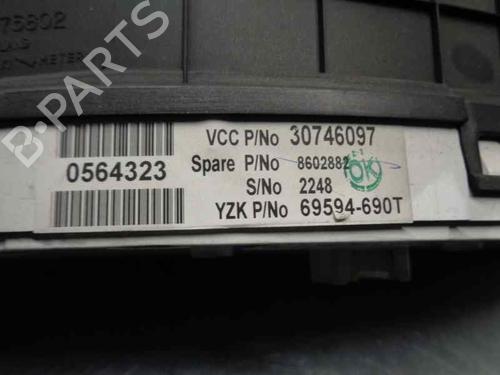 VCC P/No 30746097
Spare P/No 8602882
0564323
S/No 2248
YZK P/No 69594-690T
OK
B-PARTS